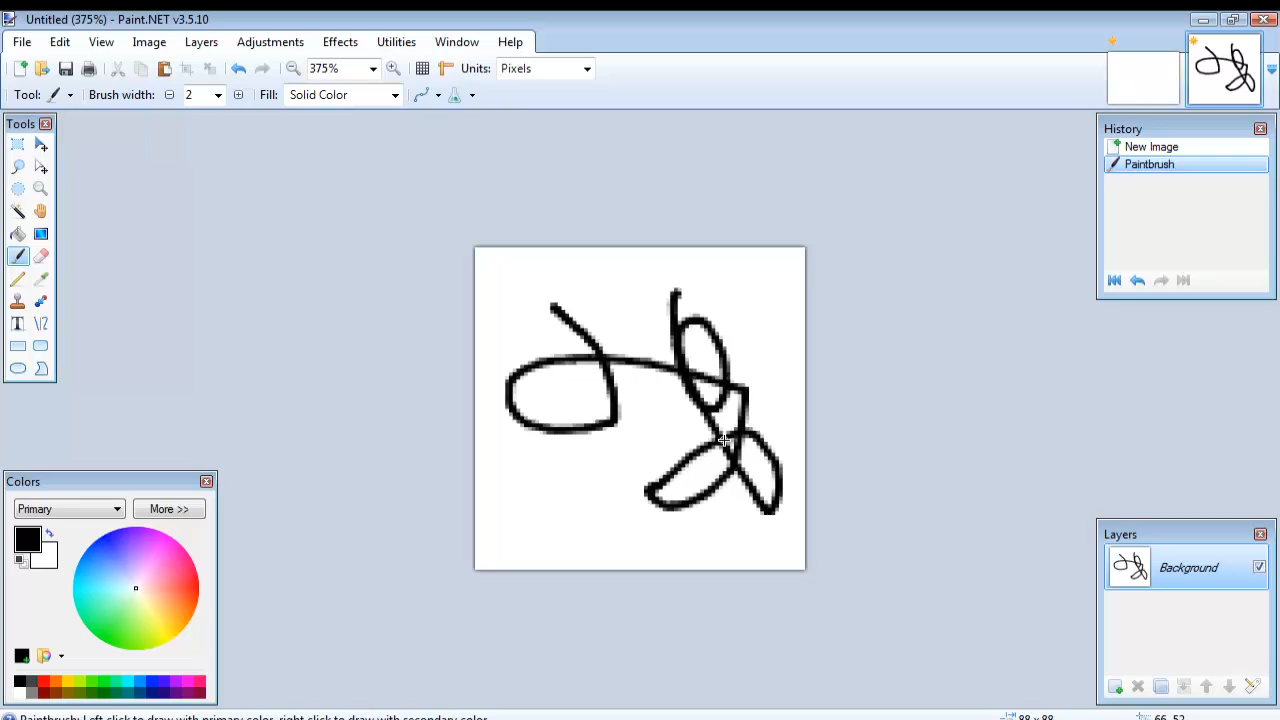 Untitled (375%) - Paint.NET v3.5.10
File Edit View Image Layers Adjustments Effects Utilities Window Help
375% Units: Pixels
Tool: Brush width: 2 Fill: Solid Color
Tools
History
New Image
Paintbrush
Colors
Primary More >>
Layers
Background
Paintbrush: Left click to draw with primary color, right click to draw with secondary color
88 x 88
66, 52